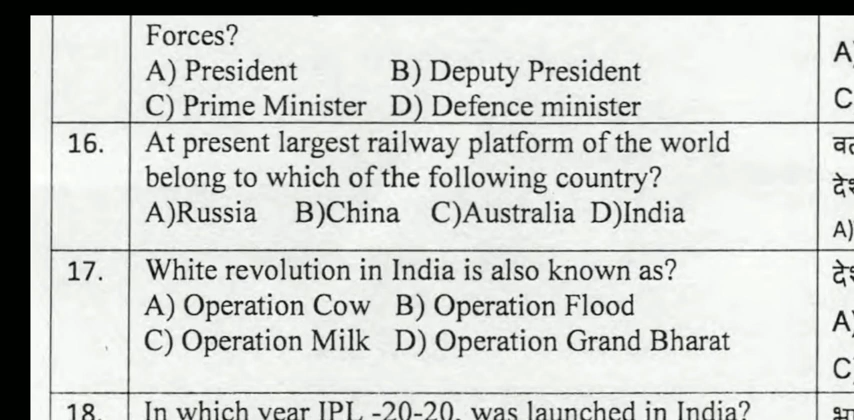 Forces?
A) President B) Deputy President
C) Prime Minister D) Defence minister
16. At present largest railway platform of the world
belong to which of the following country?
A)Russia B)China C)Australia D)India
17. White revolution in India is also known as?
A) Operation Cow B) Operation Flood
C) Operation Milk D) Operation Grand Bharat
18. In which year IPL -20-20, was launched in India?
A)
C
A)
A)
C